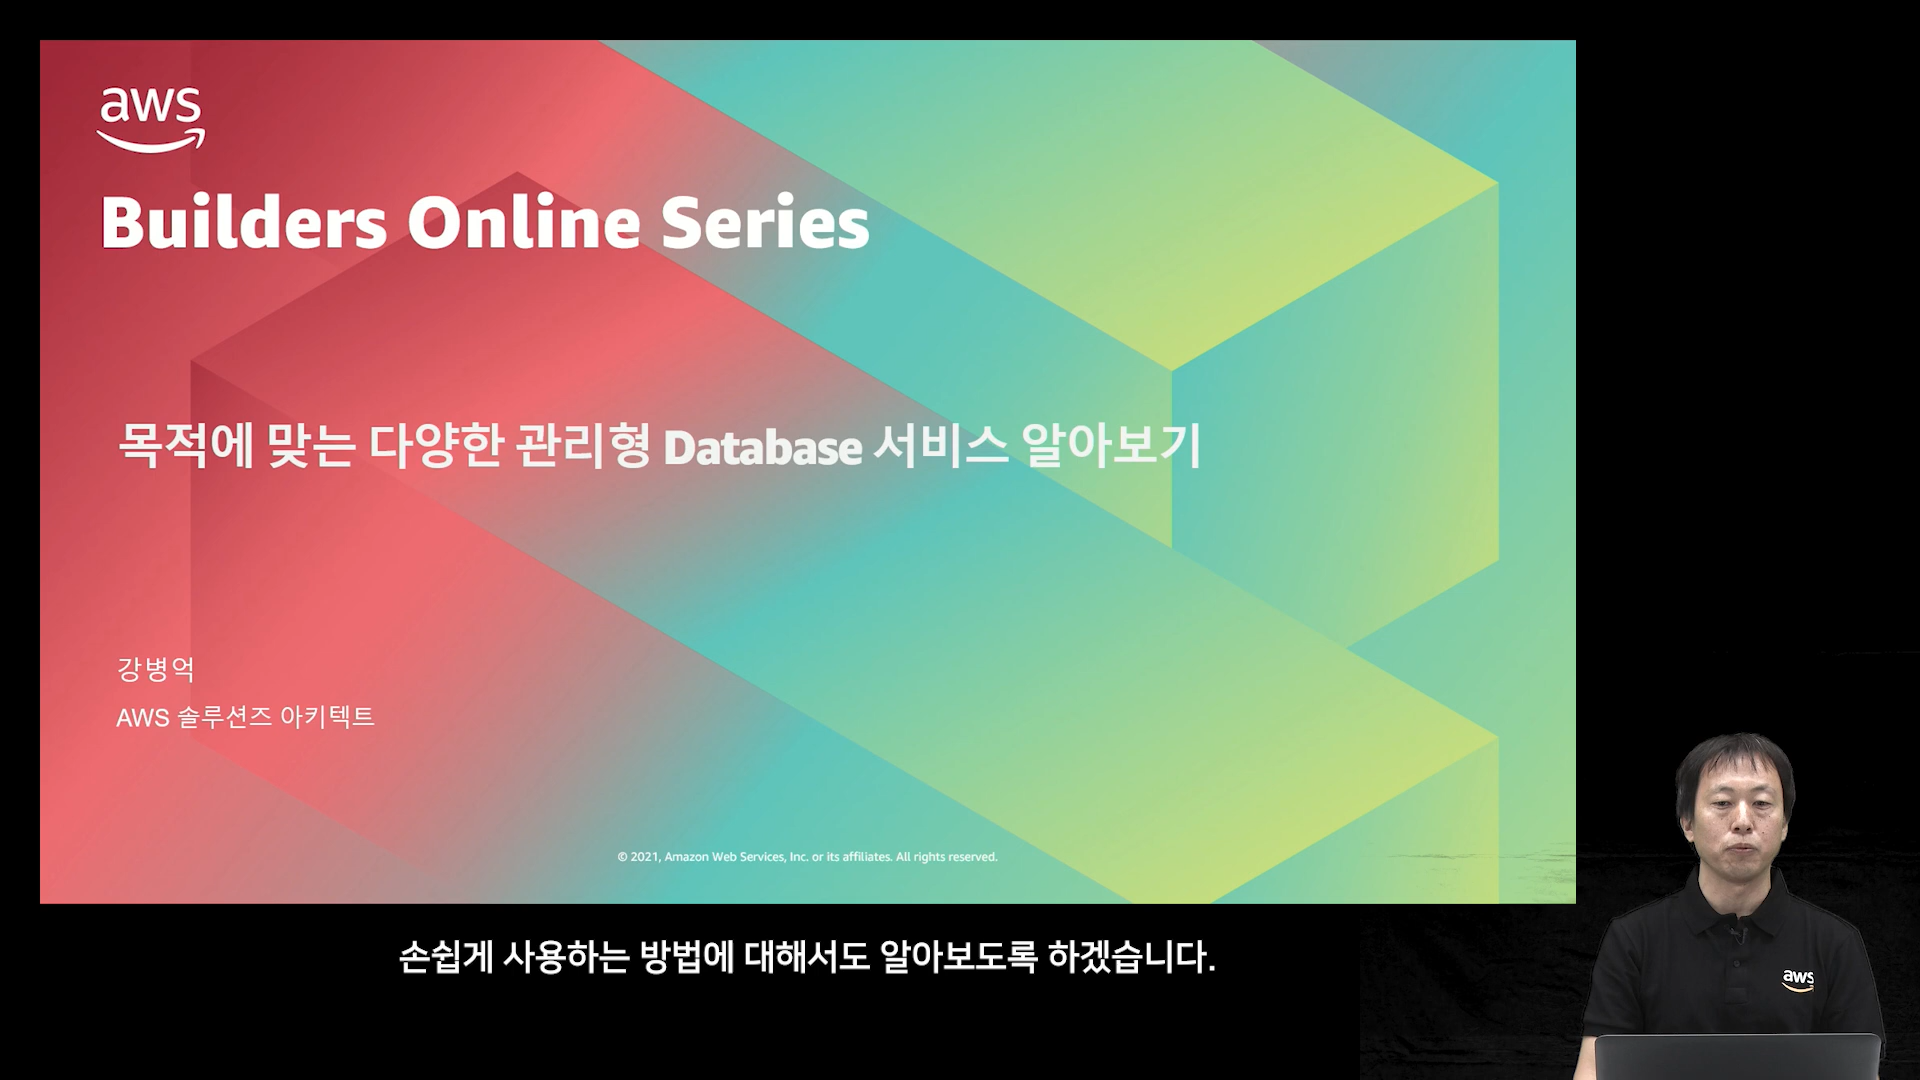 aws
Builders Online Series
목적에 맞는 다양한 관리형 Database 서비스 알아보기
강병억
AWS 솔루션즈 아키텍트
© 2021, Amazon Web Services, Inc. or its affiliates. All rights reserved.
손쉽게 사용하는 방법에 대해서도 알아보도록 하겠습니다.
aws